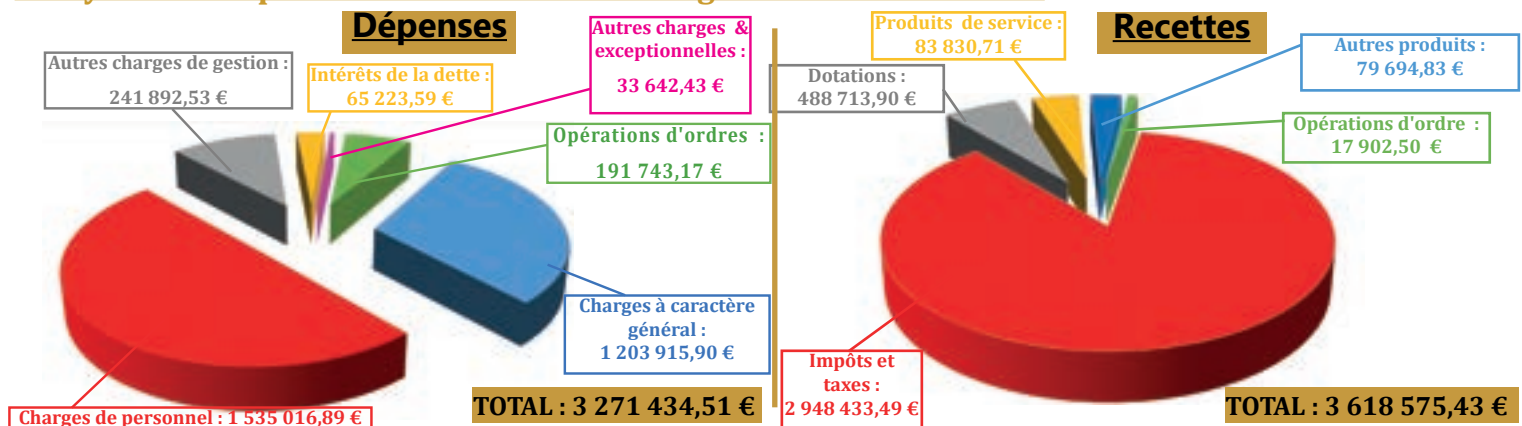 Dépenses
Autres charges de gestion :
241 892,53 €
Intérêts de la dette :
65 223,59 €
Autres charges &
exceptionnelles :
33 642,43 €
Opérations d'ordres :
191 743,17 €
Charges à caractère
général :
1 203 915,90 €
Charges de personnel : 1 535 016,89 €
TOTAL : 3 271 434,51 €
Recettes
Produits de service :
83 830,71 €
Dotations :
488 713,90 €
Autres produits :
79 694,83 €
Opérations d'ordre :
17 902,50 €
Impôts et
taxes :
2 948 433,49 €
TOTAL : 3 618 575,43 €